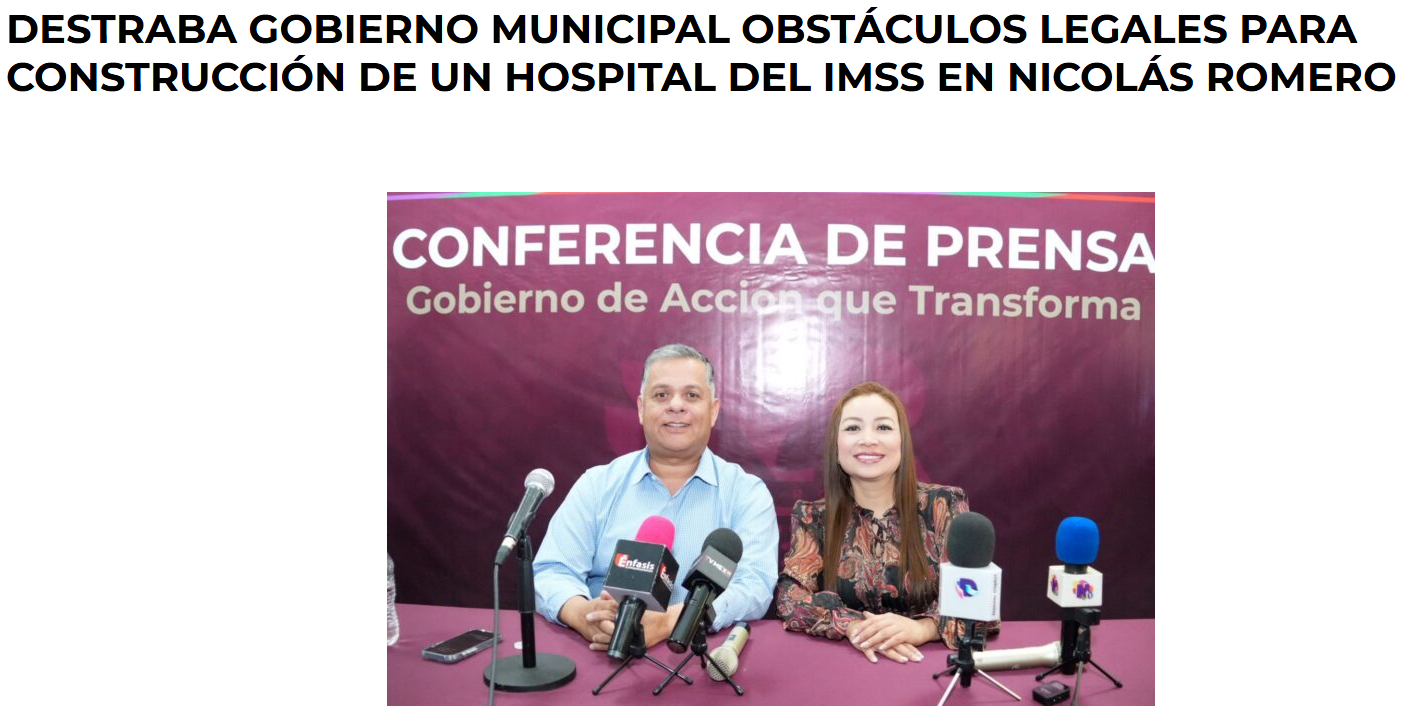 DESTRABA GOBIERNO MUNICIPAL OBSTÁCULOS LEGALES PARA
CONSTRUCCIÓN DE UN HOSPITAL DEL IMSS EN NICOLÁS ROMERO
CONFERENCIA DE PRENSA
Gobierno de Acción que Transforma
Énfasis